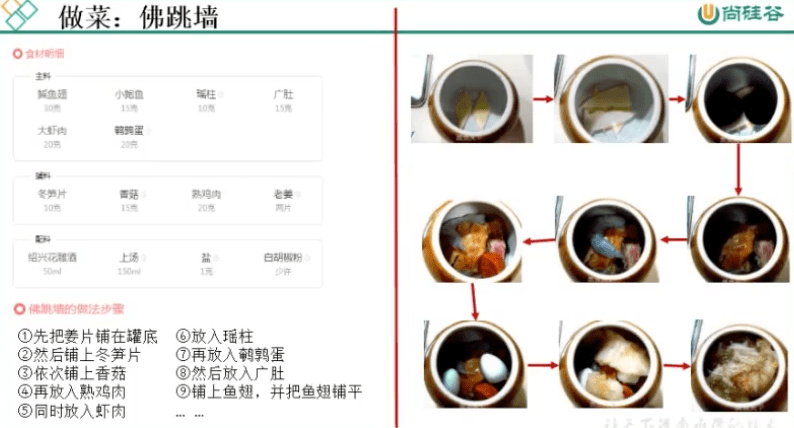 做菜：佛跳墙
尚硅谷
食材明细
主料
鲍鱼翅 小鲍鱼 瑶柱 广肚
30克 15克 10克 15克
大虾肉 鹌鹑蛋
20克 20克
辅料
冬笋片 香菇 熟鸡肉 老姜
10克 15克 20克 两片
配料
绍兴花雕酒 上汤 盐 白胡椒粉
50ml 150ml 1克 少许
佛跳墙的做法步骤
①先把姜片铺在罐底 ⑥放入瑶柱
②然后铺上冬笋片 ⑦再放入鹌鹑蛋
③依次铺上香菇 ⑧然后放入广肚
④再放入熟鸡肉 ⑨铺上鱼翅，并把鱼翅铺平
⑤同时放入虾肉 … …